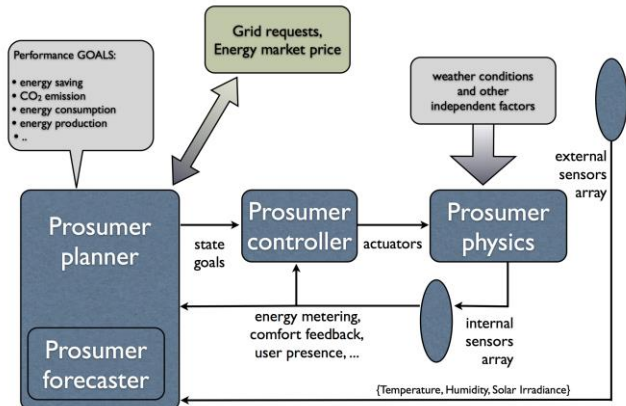 Performance GOALS:
• energy saving
• CO₂ emission
• energy consumption
• energy production
• ..
Grid requests,
Energy market price
weather conditions
and other
independent factors
external
sensors
array
Prosumer
planner
state
goals
Prosumer
controller
actuators
Prosumer
physics
energy metering,
comfort feedback,
user presence, ...
internal
sensors
array
Prosumer
forecaster
{Temperature, Humidity, Solar Irradiance}